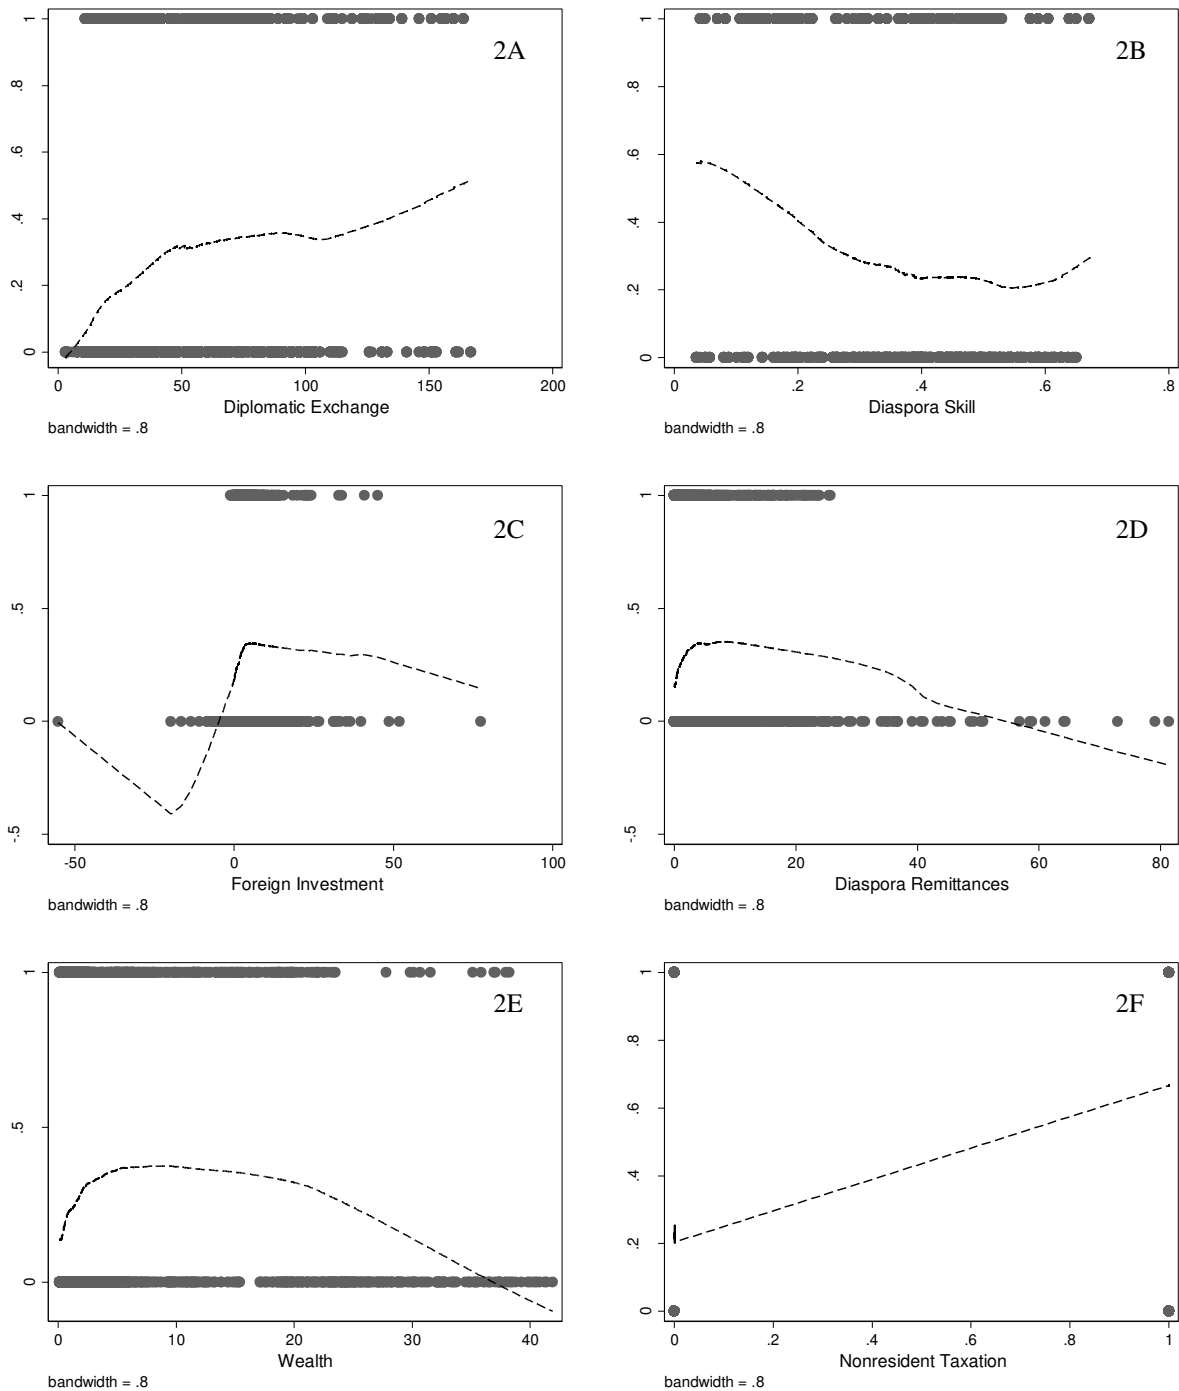 2A
1
.8
.6
.4
.2
0
0 50 100 150 200
Diplomatic Exchange
bandwidth = .8
2B
1
.8
.6
.4
.2
0
0 .2 .4 .6 .8
Diaspora Skill
bandwidth = .8
2C
1
.5
0
-.5
-50 0 50 100
Foreign Investment
bandwidth = .8
2D
1
.5
0
-.5
0 20 40 60 80
Diaspora Remittances
bandwidth = .8
2E
1
.5
0
0 10 20 30 40
Wealth
bandwidth = .8
2F
1
.8
.6
.4
.2
0
0 .2 .4 .6 .8 1
Nonresident Taxation
bandwidth = .8